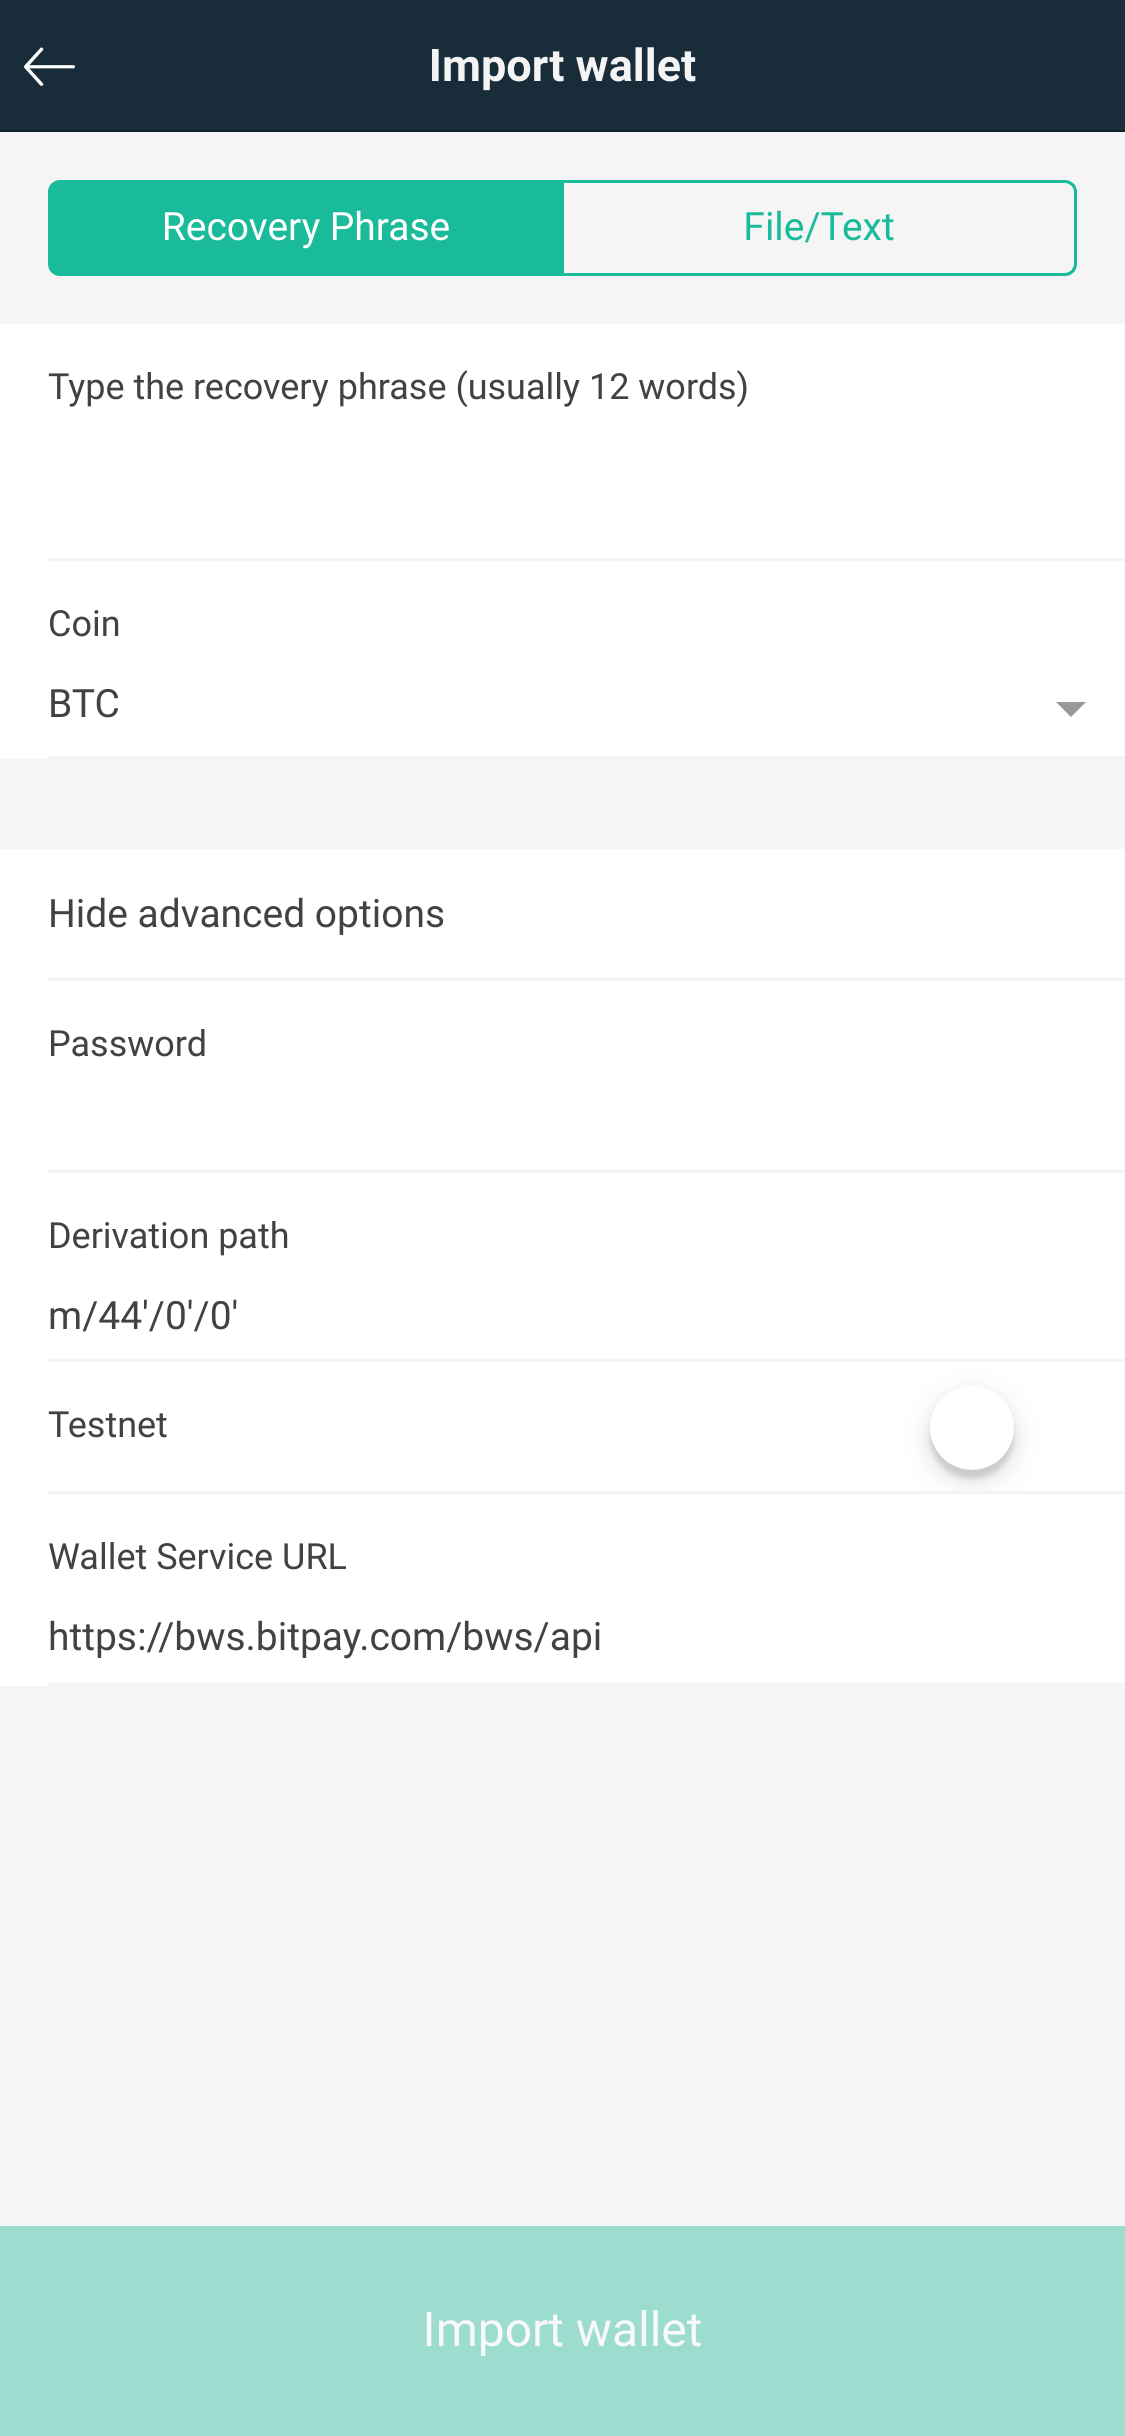 Import wallet
Recovery Phrase
File/Text
Type the recovery phrase (usually 12 words)
Coin
BTC
Hide advanced options
Password
Derivation path
m/44'/0'/0'
Testnet
Wallet Service URL
https://bws.bitpay.com/bws/api
Import wallet